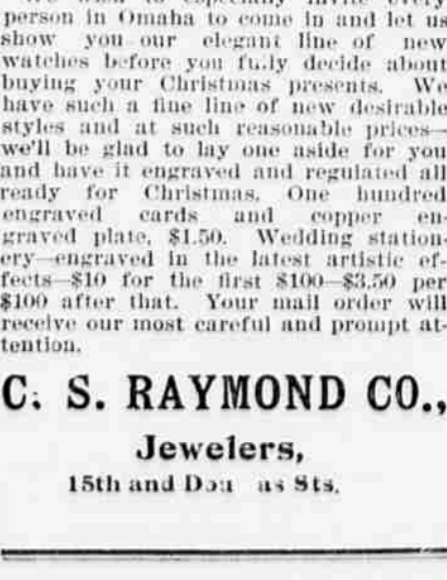 person in Omaha to come in and let us
show you our elegant line of new
watches before you fully decide about
buying your Christmas presents. We
have such a fine line of new desirable
styles and at such reasonable prices—
we'll be glad to lay one aside for you
and have it engraved and regulated all
ready for Christmas. One hundred
engraved cards and copper en-
graved plate, $1.50. Wedding station-
ery—engraved in the latest artistic ef-
fects—$10 for the first $100—$3.50 per
$100 after that. Your mail order will
receive our most careful and prompt at-
tention.
C. S. RAYMOND CO.,
Jewelers,
15th and Dou as Sts.